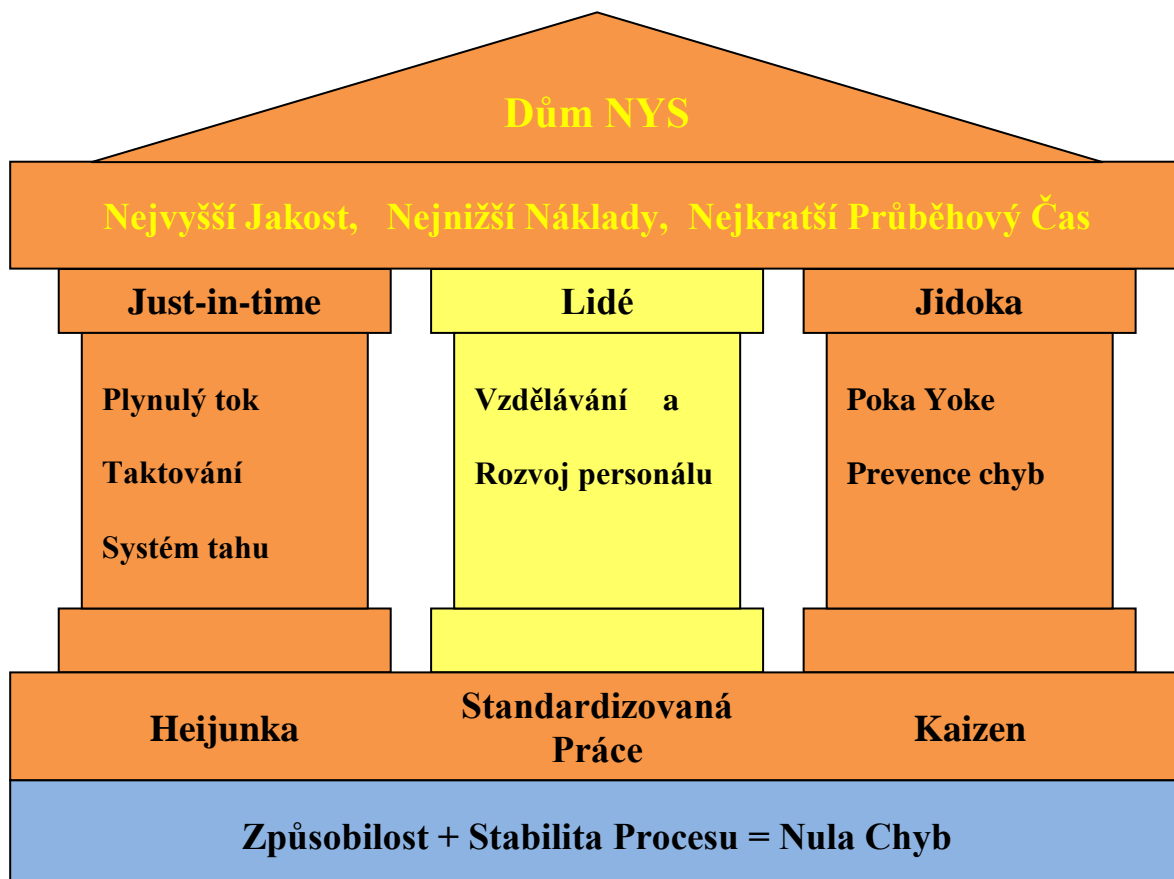 Dům NYS
Nejvyšší Jakost, Nejnižší Náklady, Nejkratší Průběhový Čas
Just-in-time
Plynulý tok
Taktování
Systém tahu
Lidé
Vzdělávání a
Rozvoj personálu
Jidoka
Poka Yoke
Prevence chyb
Heijunka
Standardizovaná
Práce
Kaizen
Způsobilost + Stabilita Procesu = Nula Chyb